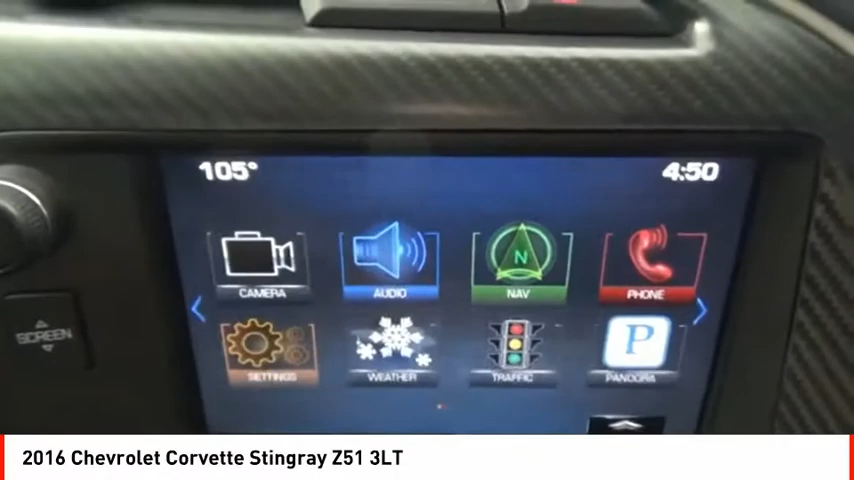 105° 4:50
CAMERA AUDIO NAV PHONE
N
SCREEN
SETTINGS WEATHER TRAFFIC PANDORA
P
2016 Chevrolet Corvette Stingray Z51 3LT